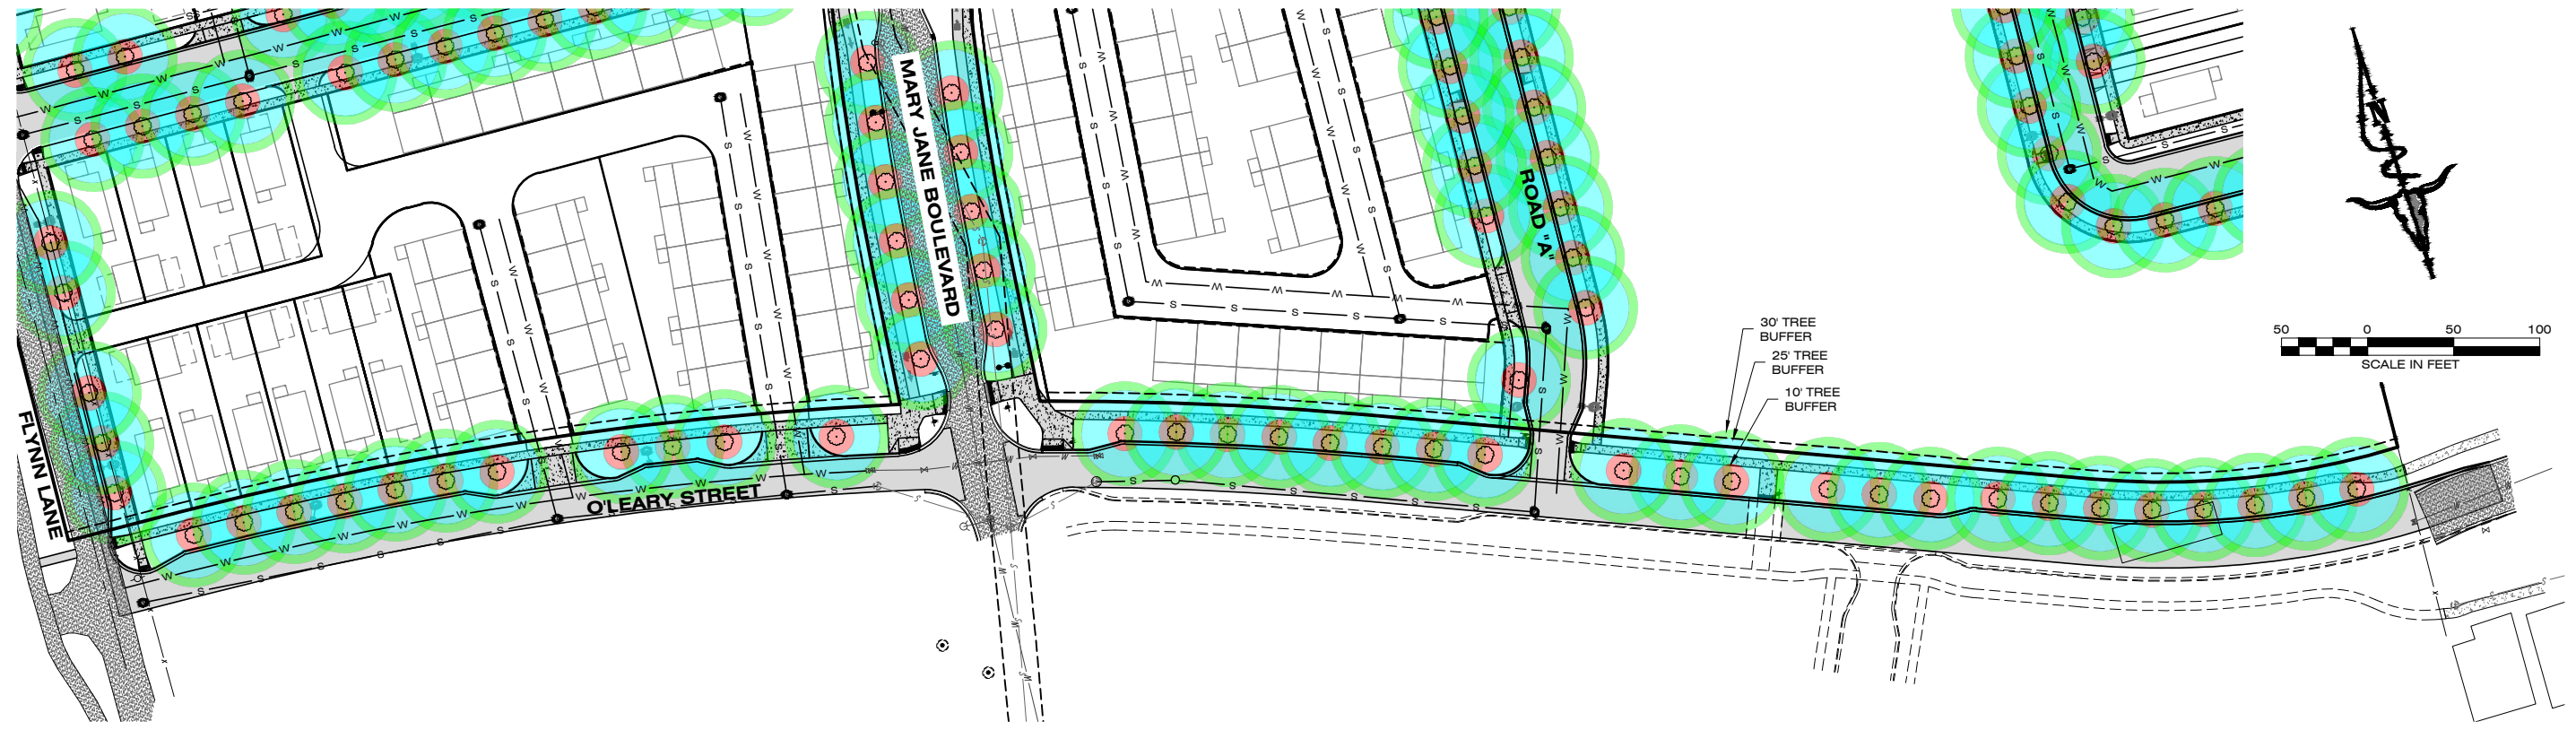 MARY JANE BOULEVARD
ROAD "A"
N
30' TREE
BUFFER
25' TREE
BUFFER
10' TREE
BUFFER
50 0 50 100
SCALE IN FEET
FLYNN LANE
O'LEARY STREET